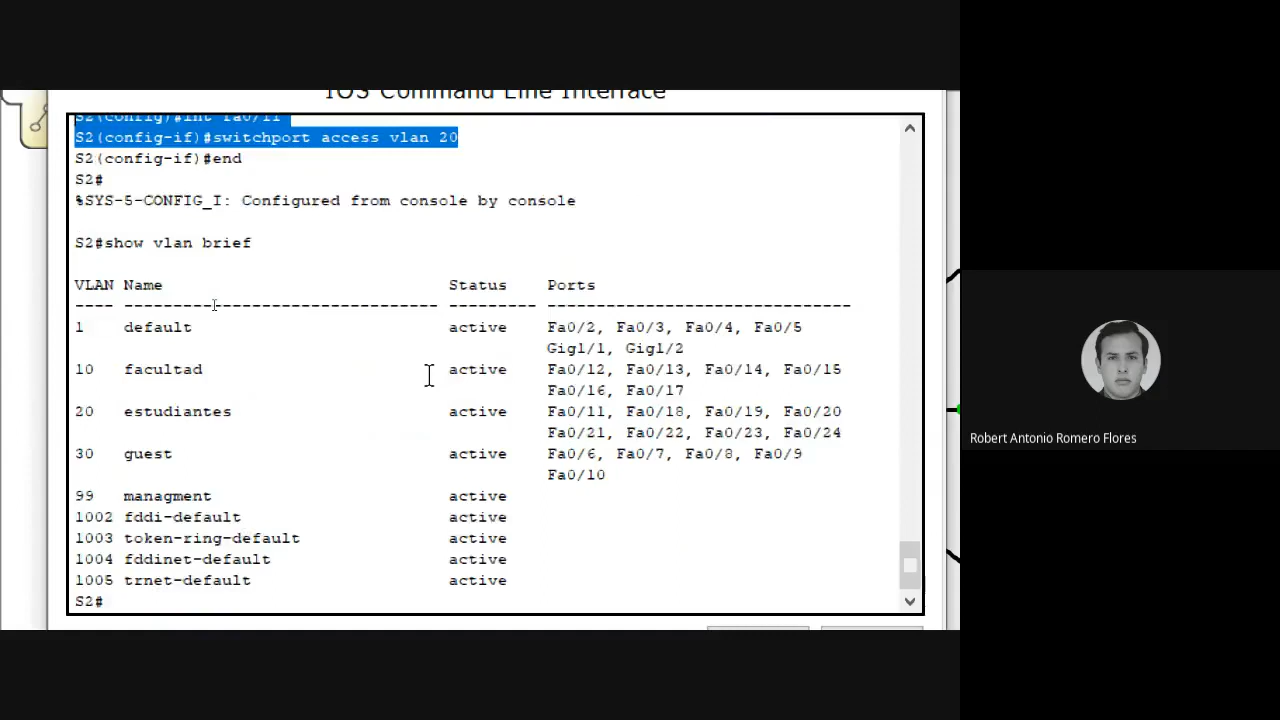 IOS Command Line Interface
S2(config)#int fa0/11
S2(config-if)#switchport access vlan 20
S2(config-if)#end
S2#
%SYS-5-CONFIG_I: Configured from console by console
S2#show vlan brief
VLAN Name Status Ports
---- -------------------------------- --------- -------------------------------
1 default active Fa0/2, Fa0/3, Fa0/4, Fa0/5
Gig1/1, Gig1/2
10 facultad active Fa0/12, Fa0/13, Fa0/14, Fa0/15
Fa0/16, Fa0/17
20 estudiantes active Fa0/11, Fa0/18, Fa0/19, Fa0/20
Fa0/21, Fa0/22, Fa0/23, Fa0/24
30 guest active Fa0/6, Fa0/7, Fa0/8, Fa0/9
Fa0/10
99 managment active
1002 fddi-default active
1003 token-ring-default active
1004 fddinet-default active
1005 trnet-default active
S2#
Robert Antonio Romero Flores